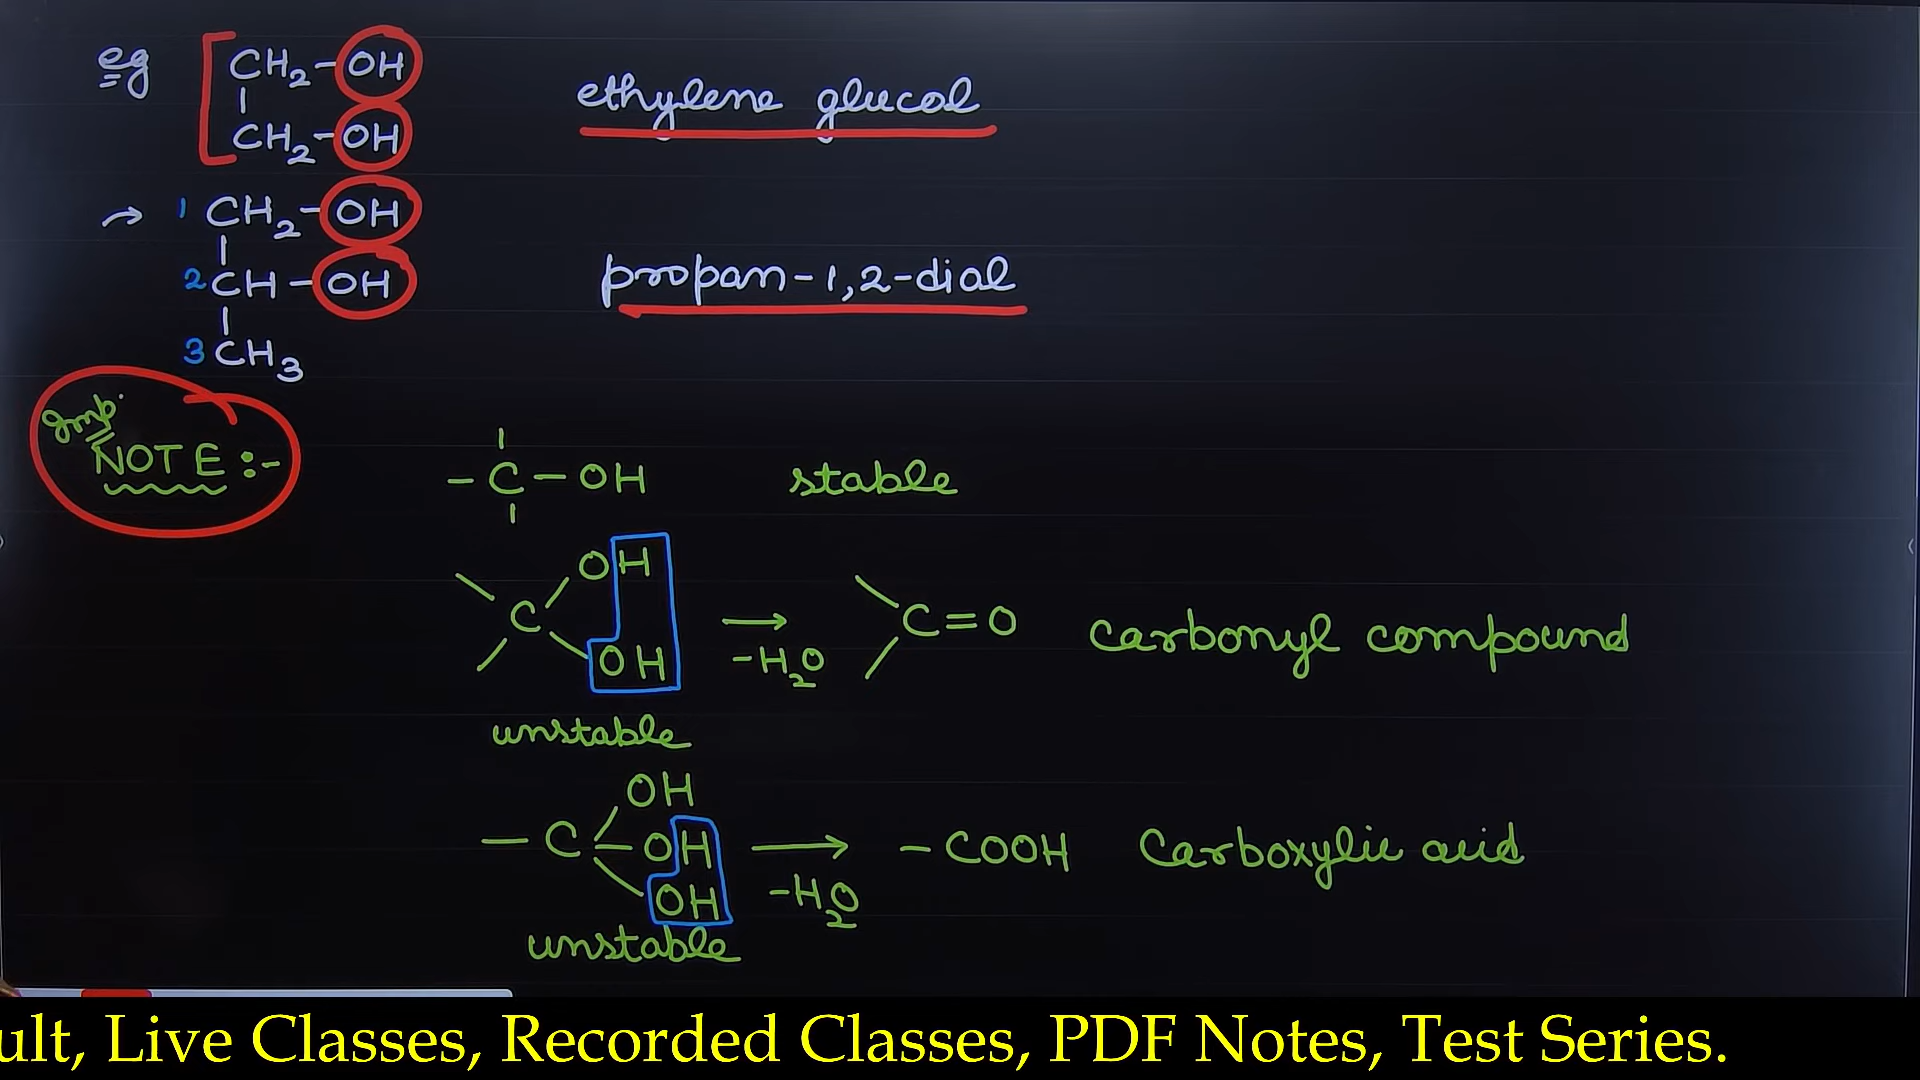 eg CH2-OH
CH2-OH
ethylene glucol
→ 1 CH2-OH
2 CH-OH
3 CH3
propan-1,2-dial
Imp.
NOTE :-
-C-OH stable
OH
C → C=O carbonyl compound
OH -H2O
unstable
OH
-C-OH → -COOH Carboxylic acid
OH -H2O
unstable
ult, Live Classes, Recorded Classes, PDF Notes, Test Series.